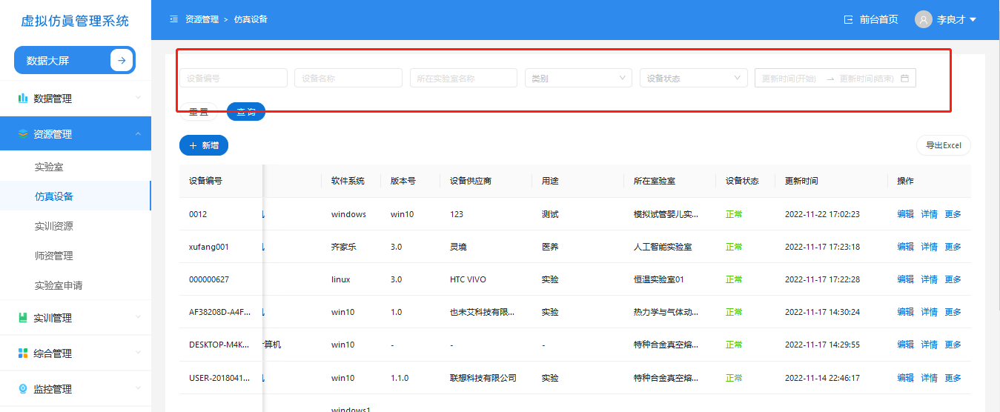 虚拟仿真管理系统
资源管理 > 仿真设备
前台首页
李良才
数据大屏
数据管理
资源管理
实验室
仿真设备
实训资源
师资管理
实验室申请
实训管理
综合管理
监控管理
设备编号 设备名称 所在实验室名称 类别 设备状态 更新时间(开始) → 更新时间(结束)
重置 查询
+ 新增 导出Excel
设备编号 软件系统 版本号 设备供应商 用途 所在室验室 设备状态 更新时间 操作
0012 windows win10 123 测试 模拟试管婴儿实... 正常 2022-11-22 17:02:23 编辑 详情 更多
xufang001 齐家乐 3.0 灵境 医养 人工智能实验室 正常 2022-11-17 17:23:18 编辑 详情 更多
000000627 linux 3.0 HTC VIVO 实验 恒温实验室01 正常 2022-11-17 17:22:28 编辑 详情 更多
AF38208D-A4F... win10 1.0 也未艾科技有限... 实验 热力学与气体动... 正常 2022-11-17 14:30:24 编辑 详情 更多
DESKTOP-M4K... 算机 win10 - - - 特种合金真空熔... 正常 2022-11-17 14:29:55 编辑 详情 更多
USER-2018041... win10 1.1.0 联想科技有限公司 实验 特种合金真空熔... 正常 2022-11-14 22:46:17 编辑 详情 更多
windows1